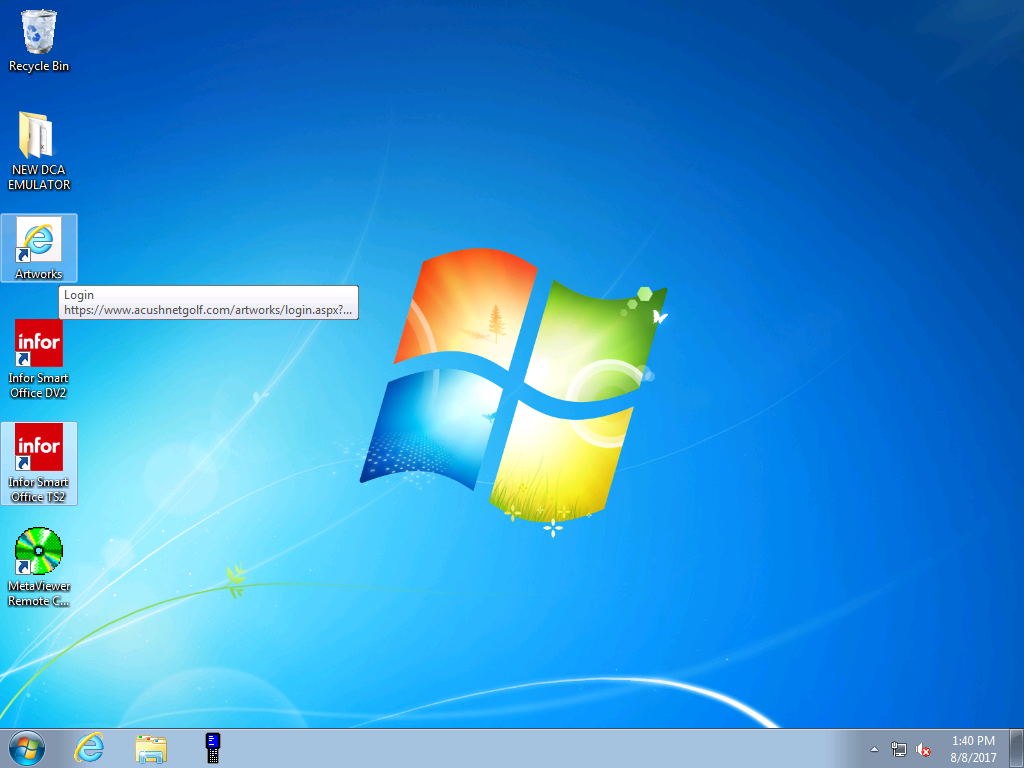 Recycle Bin
NEW DCA
EMULATOR
Artworks
Login
https://www.acushnetgolf.com/artworks/login.aspx?...
infor
Infor Smart
Office DV2
infor
Infor Smart
Office TS2
MetaViewer
Remote C...
1:40 PM
8/8/2017